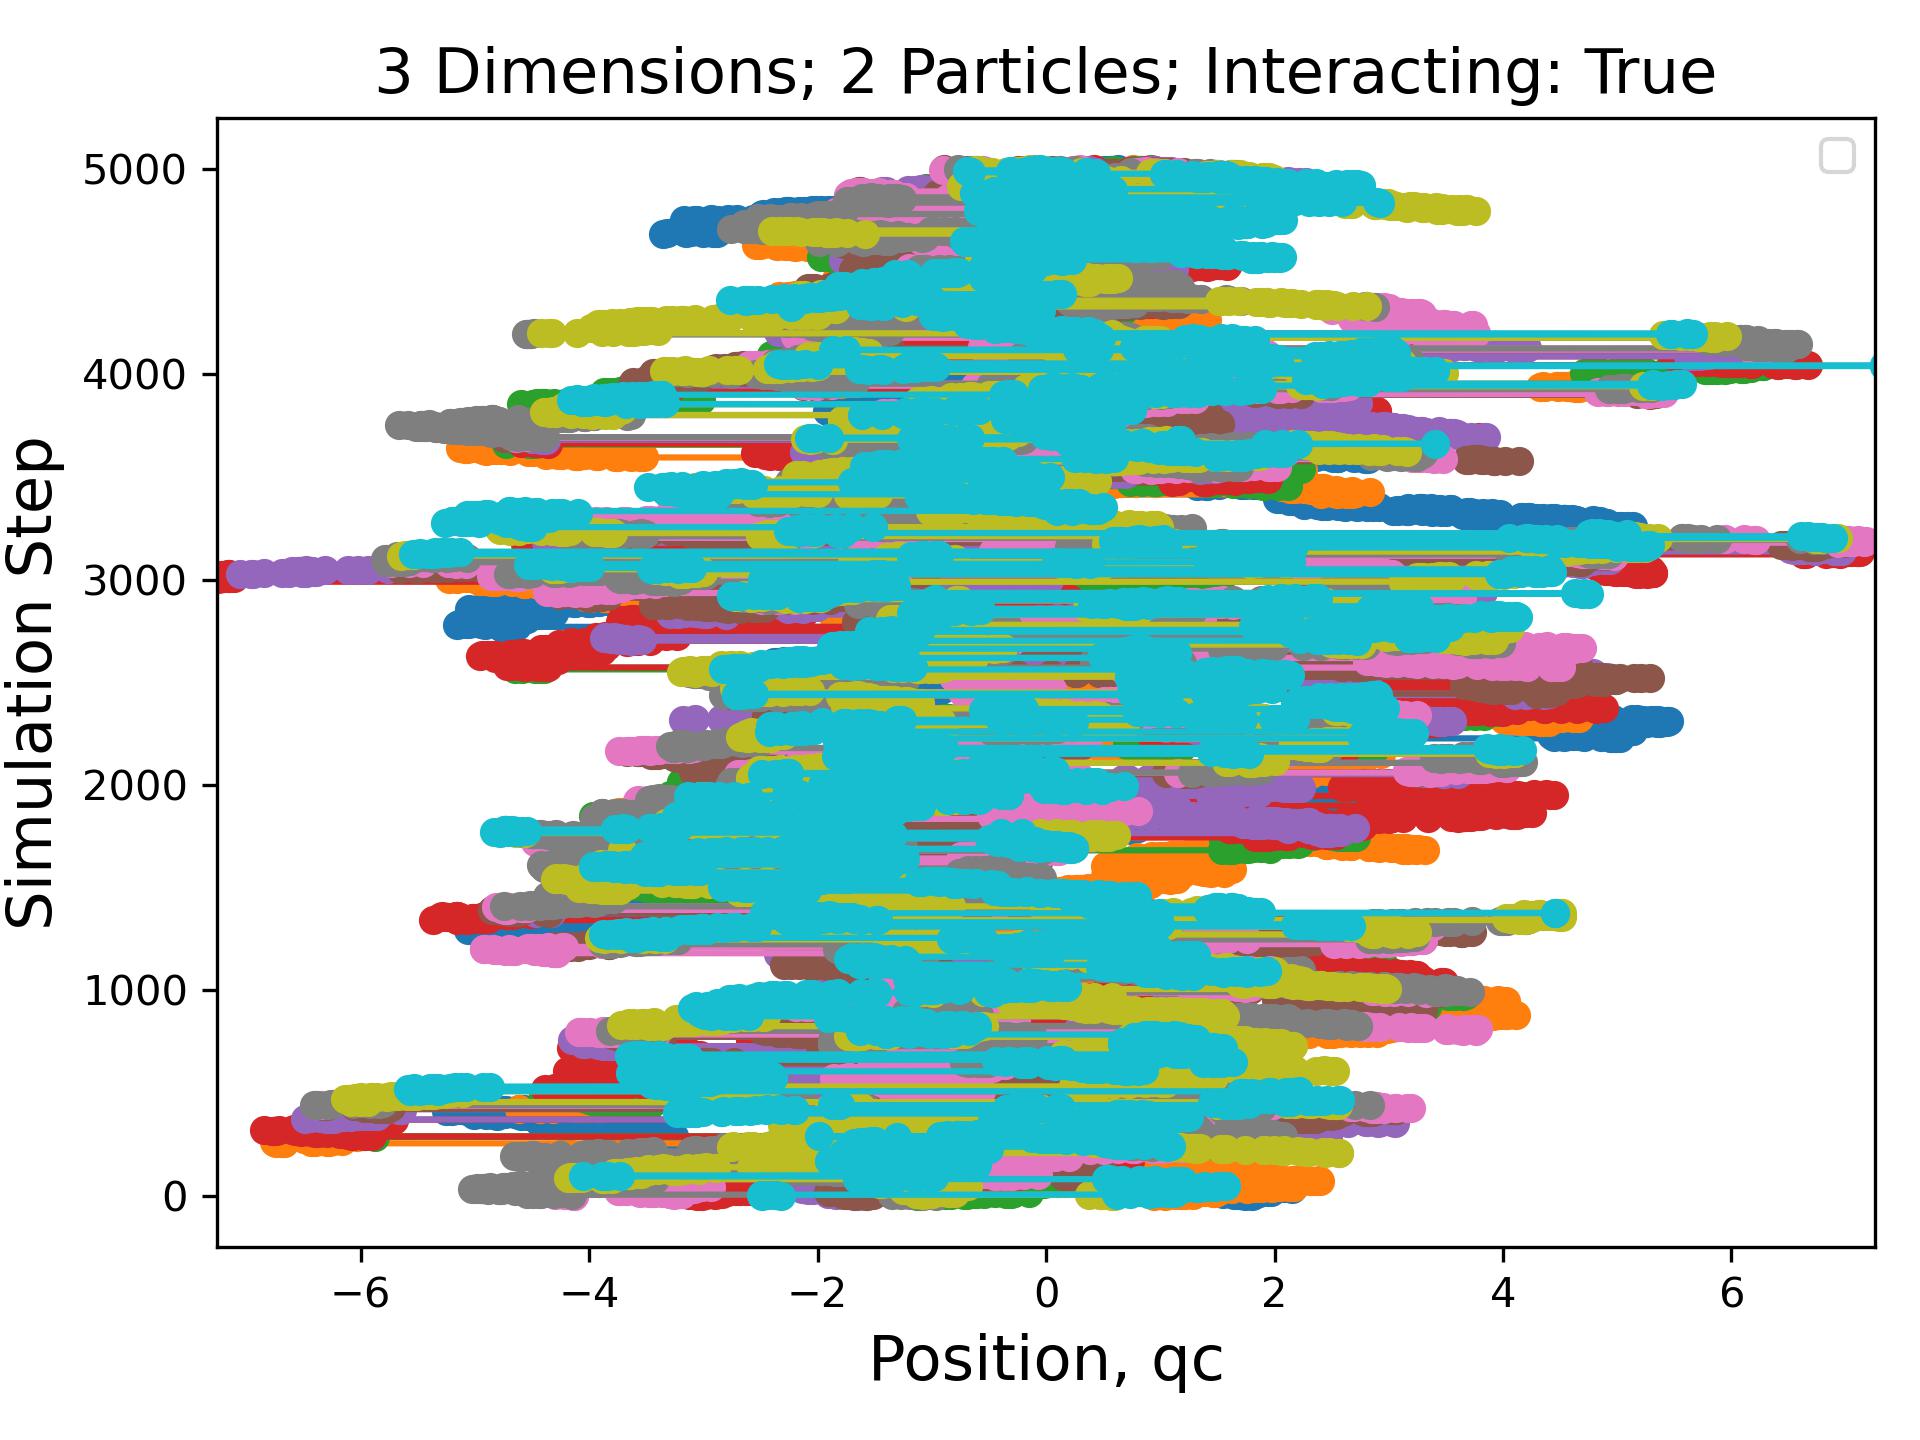 3 Dimensions; 2 Particles; Interacting: True
5000
4000
3000
2000
1000
0
Simulation Step
−6 −4 −2 0 2 4 6
Position, qc